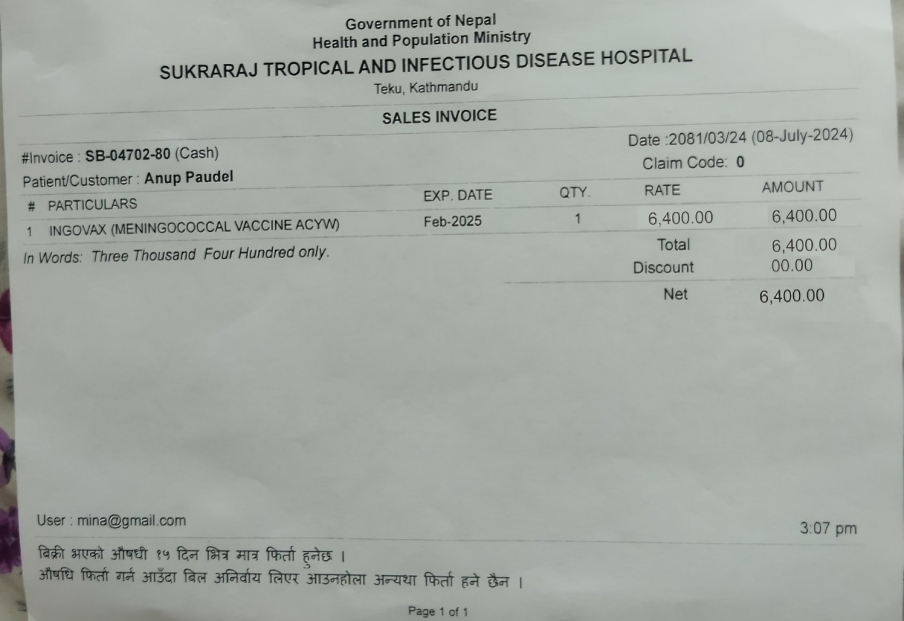 Government of Nepal
Health and Population Ministry
SUKRARAJ TROPICAL AND INFECTIOUS DISEASE HOSPITAL
Teku, Kathmandu
SALES INVOICE
#Invoice : SB-04702-80 (Cash) Date :2081/03/24 (08-July-2024)
Patient/Customer : Anup Paudel Claim Code: 0
# PARTICULARS EXP. DATE QTY. RATE AMOUNT
1 INGOVAX (MENINGOCOCCAL VACCINE ACYW) Feb-2025 1 6,400.00 6,400.00
In Words: Three Thousand Four Hundred only. Total 6,400.00
Discount 00.00
Net 6,400.00
User : mina@gmail.com 3:07 pm
बिक्री भएको औषधी १५ दिन भित्र मात्र फिर्ता हुनेछ ।
औषधि फिर्ता गर्न आउँदा बिल अनिर्वाय लिएर आउनहोला अन्यथा फिर्ता हने छैन ।
Page 1 of 1